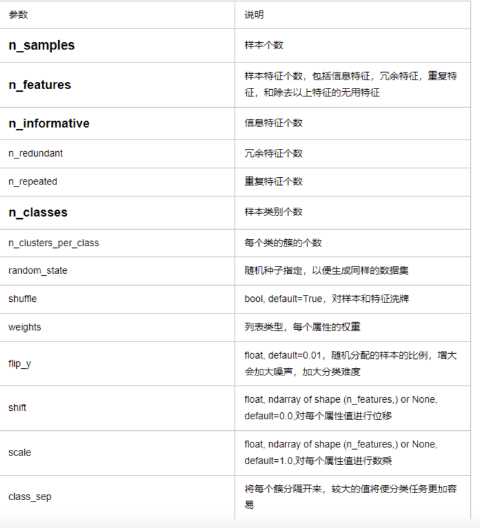 参数 说明
n_samples 样本个数
n_features 样本特征个数，包括信息特征，冗余特征，重复特
征，和除去以上特征的无用特征
n_informative 信息特征个数
n_redundant 冗余特征个数
n_repeated 重复特征个数
n_classes 样本类别个数
n_clusters_per_class 每个类的簇的个数
random_state 随机种子指定，以便生成同样的数据集
shuffle bool, default=True，对样本和特征洗牌
weights 列表类型，每个属性的权重
flip_y float, default=0.01，随机分配的样本的比例，增大
会加大噪声，加大分类难度
shift float, ndarray of shape (n_features,) or None,
default=0.0,对每个属性值进行位移
scale float, ndarray of shape (n_features,) or None,
default=1.0,对每个属性值进行数乘
class_sep 将每个簇分隔开来，较大的值将使分类任务更加容
易